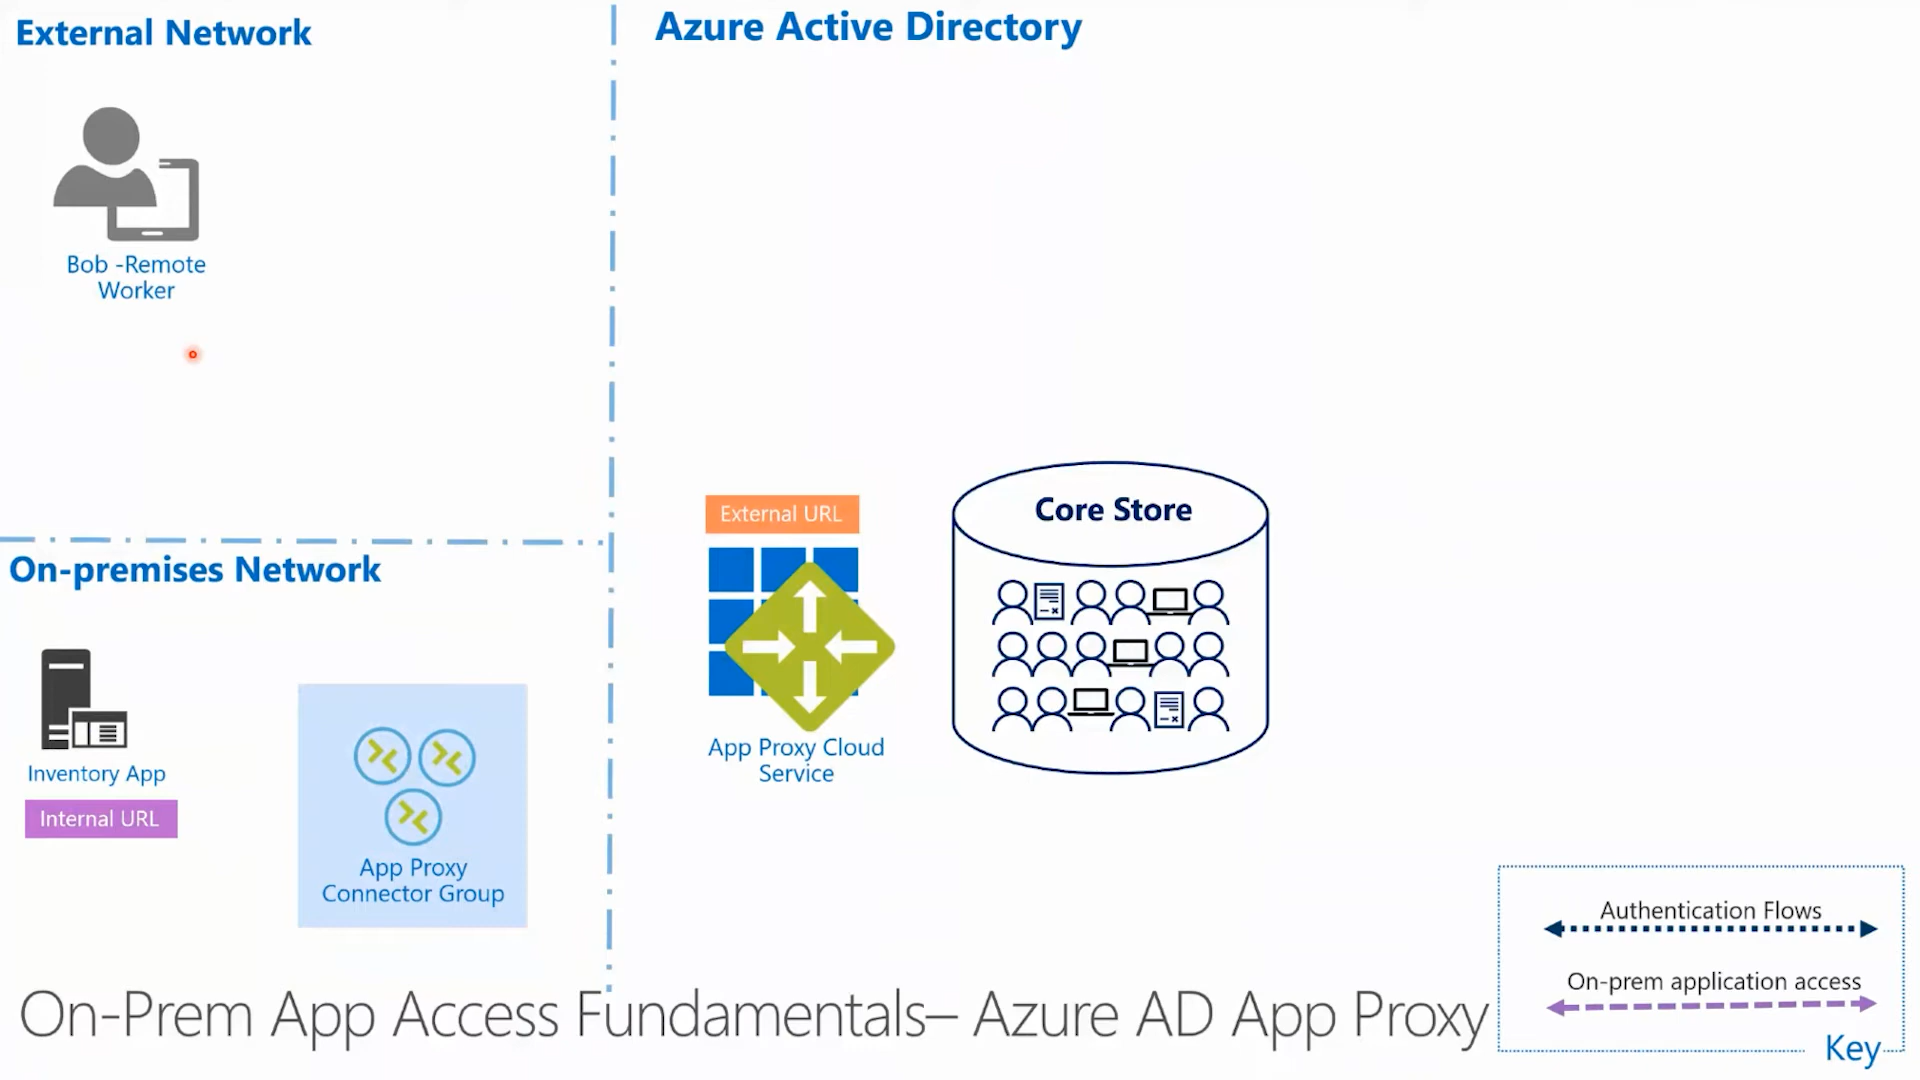 External Network
Azure Active Directory
Bob -Remote
Worker
External URL
Core Store
On-premises Network
Inventory App
Internal URL
App Proxy
Connector Group
App Proxy Cloud
Service
Authentication Flows
On-prem application access
Key
On-Prem App Access Fundamentals– Azure AD App Proxy